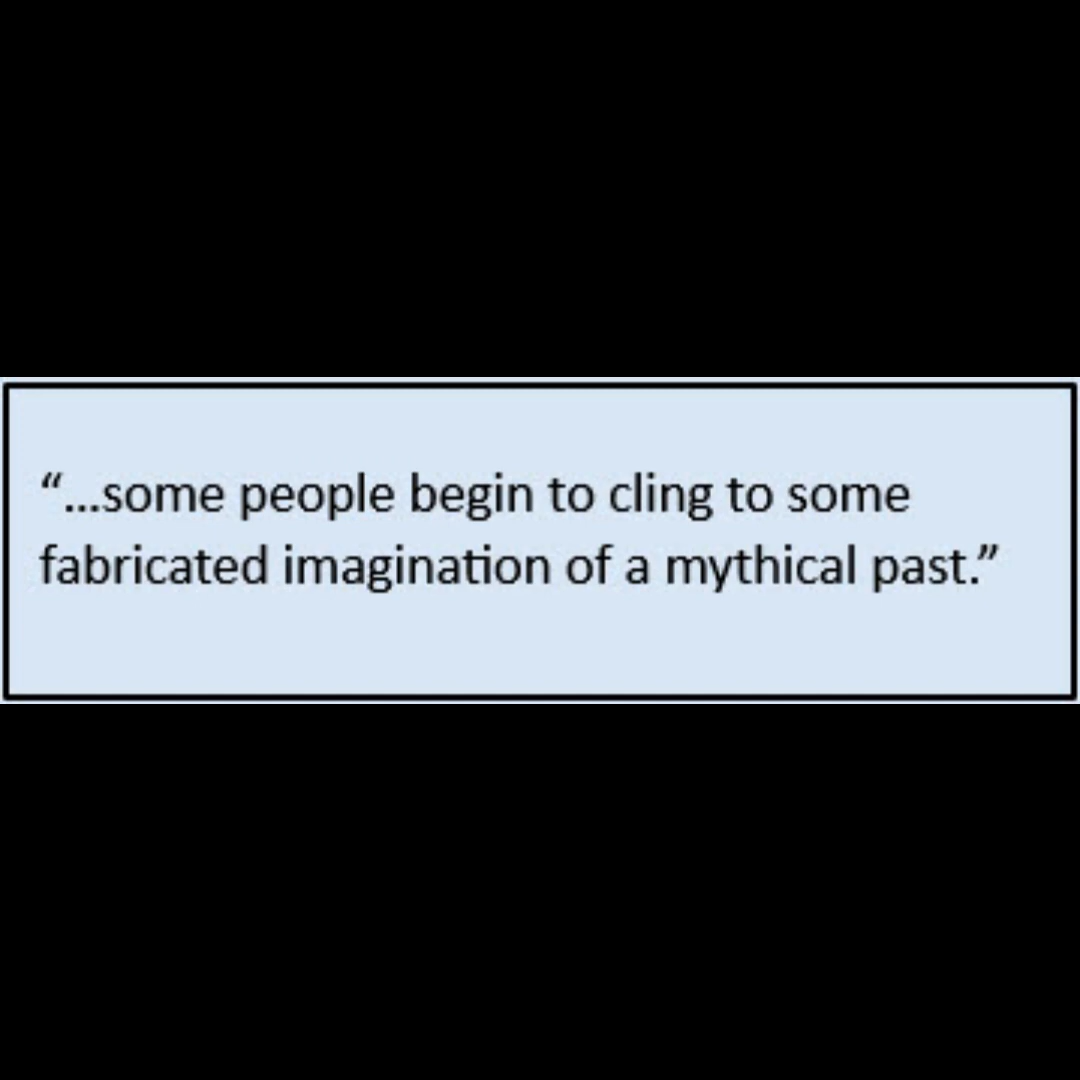 “...some people begin to cling to some
fabricated imagination of a mythical past.”